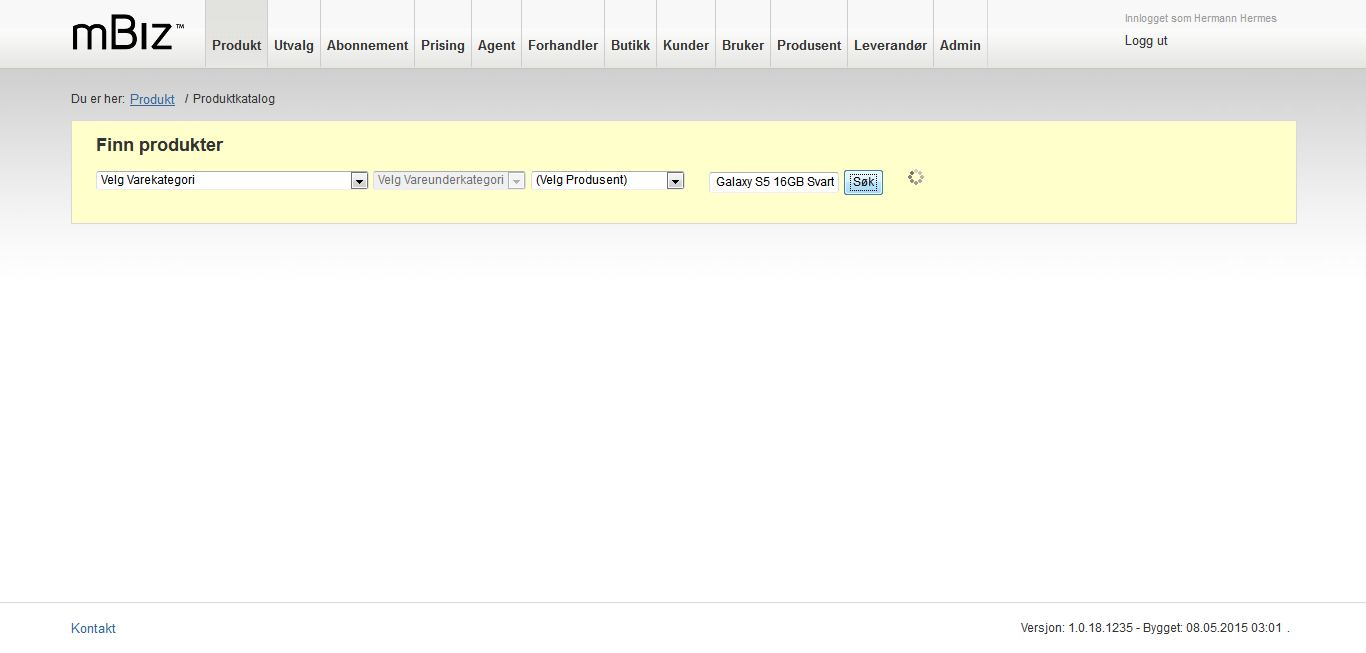 mBiz™
Produkt Utvalg Abonnement Prising Agent Forhandler Butikk Kunder Bruker Produsent Leverandør Admin
Innlogget som Hermann Hermes
Logg ut
Du er her: Produkt / Produktkatalog
Finn produkter
Velg Varekategori Velg Vareunderkategori (Velg Produsent) Galaxy S5 16GB Svart Søk
Kontakt
Versjon: 1.0.18.1235 - Bygget: 08.05.2015 03:01 .